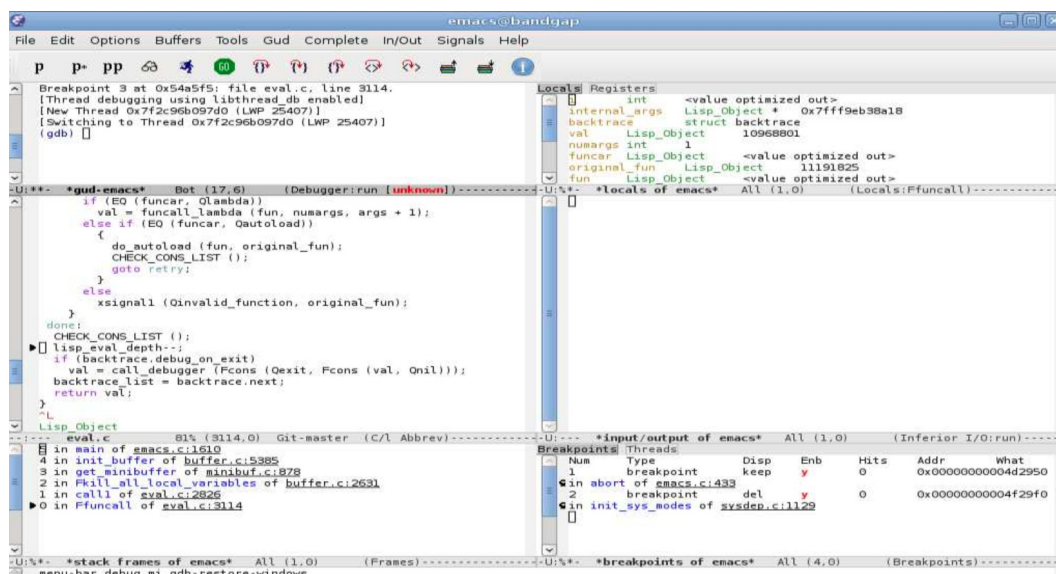 emacs@bandgap
File Edit Options Buffers Tools Gud Complete In/Out Signals Help
p p* pp GO
Breakpoint 3 at 0x54a5f5: file eval.c, line 3114.
[Thread debugging using libthread_db enabled]
[New Thread 0x7f2c96b097d0 (LWP 25407)]
[Switching to Thread 0x7f2c96b097d0 (LWP 25407)]
(gdb)
-U:**- *gud-emacs* Bot (17,6) (Debugger:run [unknown])----------
Locals Registers
i int <value optimized out>
internal_args Lisp_Object * 0x7fff9eb38a18
backtrace struct backtrace
val Lisp_Object 10968801
numargs int 1
funcar Lisp_Object <value optimized out>
original_fun Lisp_Object 11191825
fun Lisp_Object <value optimized out>
-U:%*- *locals of emacs* All (1,0) (Locals:Ffuncall)----------
if (EQ (funcar, Qlambda))
val = funcall_lambda (fun, numargs, args + 1);
else if (EQ (funcar, Qautoload))
{
do_autoload (fun, original_fun);
CHECK_CONS_LIST ();
goto retry;
}
else
xsignal1 (Qinvalid_function, original_fun);
}
done:
CHECK_CONS_LIST ();
lisp_eval_depth--;
if (backtrace.debug_on_exit)
val = call_debugger (Fcons (Qexit, Fcons (val, Qnil)));
backtrace_list = backtrace.next;
return val;
}
^L
Lisp_Object
--:--- eval.c 81% (3114,0) Git-master (C/l Abbrev)----------
-U:--- *input/output of emacs* All (1,0) (Inferior I/O:run)----
5 in main of emacs.c:1610
4 in init_buffer of buffer.c:5385
3 in get_minibuffer of minibuf.c:878
2 in Fkill_all_local_variables of buffer.c:2631
1 in call1 of eval.c:2826
0 in Ffuncall of eval.c:3114
-U:%*- *stack frames of emacs* All (1,0) (Frames)----------
Breakpoints Threads
Num Type Disp Enb Hits Addr What
1 breakpoint keep y 0 0x00000000004d2950
in abort of emacs.c:433
2 breakpoint del y 0 0x00000000004f29f0
in init_sys_modes of sysdep.c:1129
-U:%*- *breakpoints of emacs* All (4,0) (Breakpoints)----------
menu-bar debug mi gdb-restore-windows